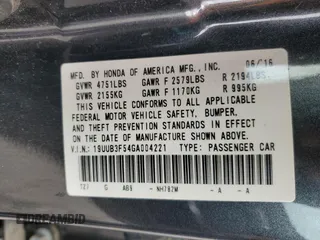 MFD. BY HONDA OF AMERICA MFG., INC. 06/16
GVWR 4751LBS GAWR F 2579LBS R 2194LBS
GVWR 2155KG GAWR F 1170KG R 995KG
THIS VEHICLE CONFORMS TO ALL APPLICABLE
FEDERAL MOTOR VEHICLE SAFETY, BUMPER,
AND THEFT PREVENTION STANDARDS IN EFFECT
ON THE DATE OF MANUFACTURE SHOWN ABOVE.
V.I.N.: 19UUB3F54GA004221 TYPE: PASSENGER CAR
G AB9 NH782M - A - A